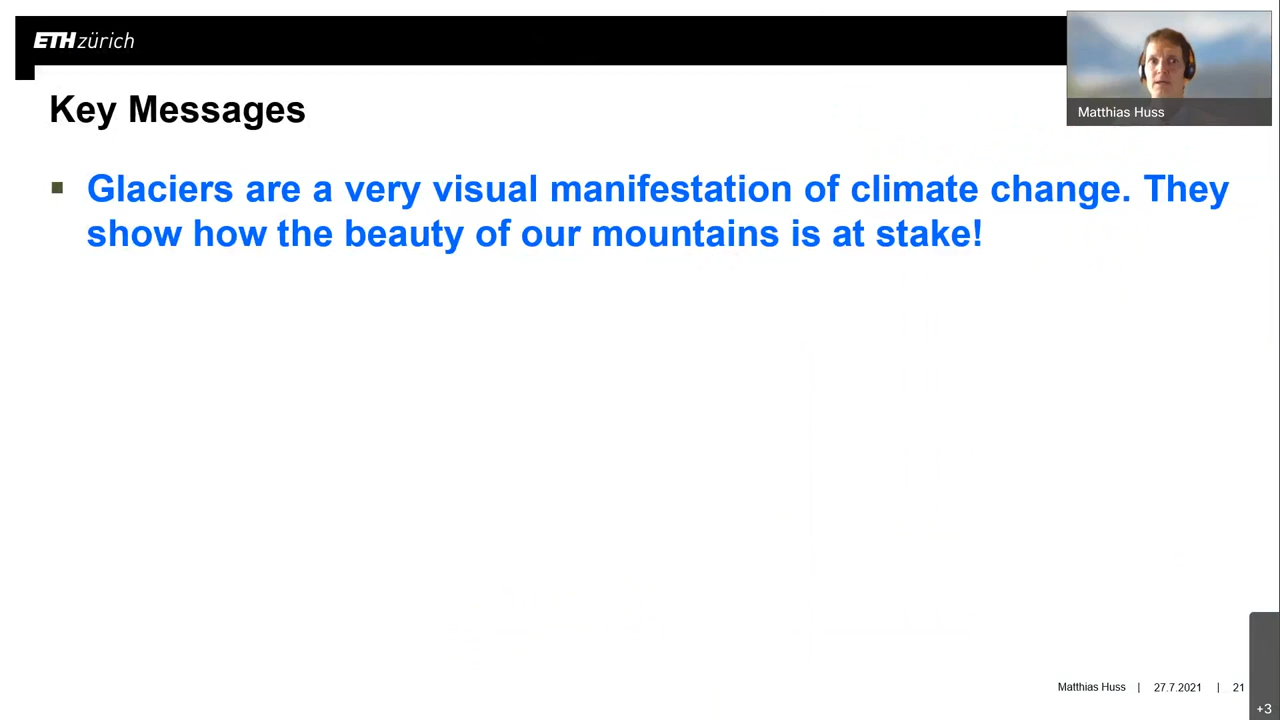 ETH zürich
Matthias Huss
Key Messages
▪ Glaciers are a very visual manifestation of climate change. They
show how the beauty of our mountains is at stake!
Matthias Huss | 27.7.2021 | 21
+3